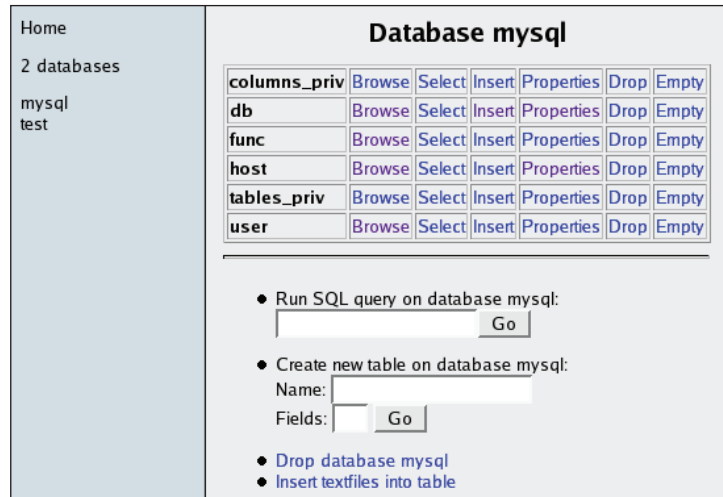 Home
2 databases
mysql
test
Database mysql
columns_priv Browse Select Insert Properties Drop Empty
db Browse Select Insert Properties Drop Empty
func Browse Select Insert Properties Drop Empty
host Browse Select Insert Properties Drop Empty
tables_priv Browse Select Insert Properties Drop Empty
user Browse Select Insert Properties Drop Empty
Run SQL query on database mysql:
Go
Create new table on database mysql:
Name:
Fields: Go
Drop database mysql
Insert textfiles into table